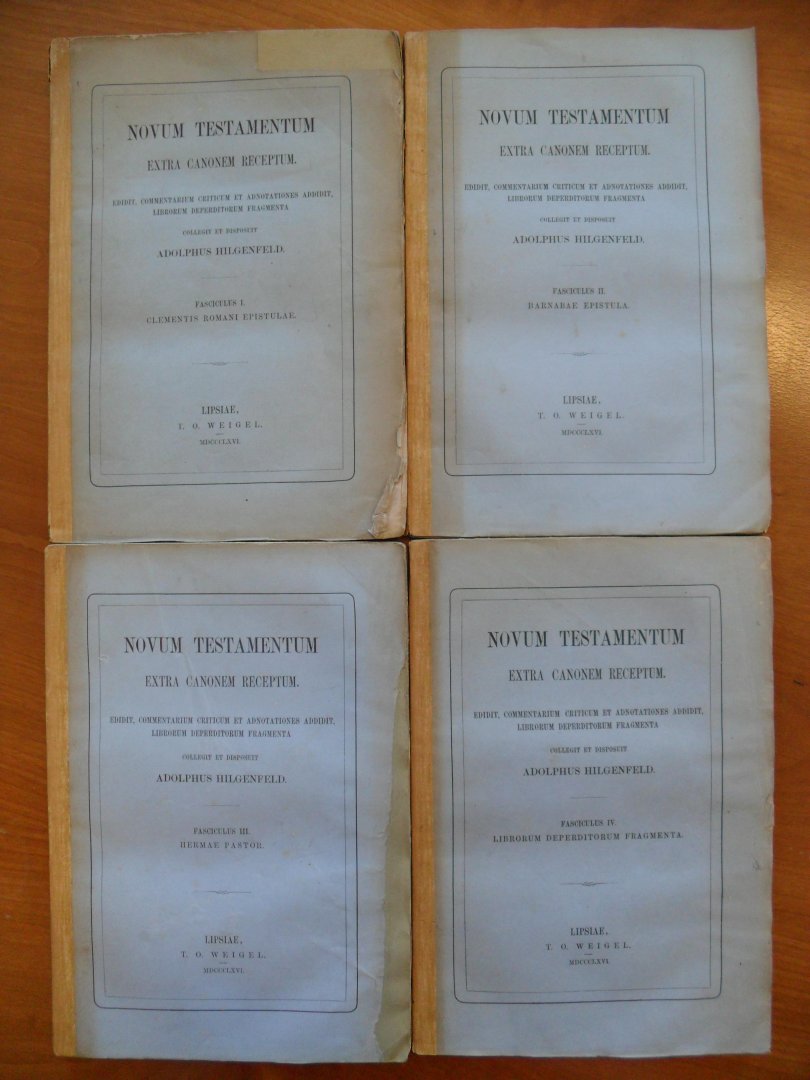 NOVUM TESTAMENTUM
EXTRA CANONEM RECEPTUM.
EDIDIT, COMMENTARIUM CRITICUM ET ADNOTATIONES ADDIDIT,
LIBRORUM DEPERDITORUM FRAGMENTA
COLLEGIT ET DISPOSUIT
ADOLPHUS HILGENFELD.
FASCICULUS I.
CLEMENTIS ROMANI EPISTULAE.
LIPSIAE,
T. O. WEIGEL.
MDCCCLXVI.
NOVUM TESTAMENTUM
EXTRA CANONEM RECEPTUM.
EDIDIT, COMMENTARIUM CRITICUM ET ADNOTATIONES ADDIDIT,
LIBRORUM DEPERDITORUM FRAGMENTA
COLLEGIT ET DISPOSUIT
ADOLPHUS HILGENFELD.
FASCICULUS II.
BARNABAE EPISTULA.
LIPSIAE,
T. O. WEIGEL.
MDCCCLXVI.
NOVUM TESTAMENTUM
EXTRA CANONEM RECEPTUM.
EDIDIT, COMMENTARIUM CRITICUM ET ADNOTATIONES ADDIDIT,
LIBRORUM DEPERDITORUM FRAGMENTA
COLLEGIT ET DISPOSUIT
ADOLPHUS HILGENFELD.
FASCICULUS III.
HERMAE PASTOR.
LIPSIAE,
T. O. WEIGEL.
MDCCCLXVI.
NOVUM TESTAMENTUM
EXTRA CANONEM RECEPTUM.
EDIDIT, COMMENTARIUM CRITICUM ET ADNOTATIONES ADDIDIT,
LIBRORUM DEPERDITORUM FRAGMENTA
COLLEGIT ET DISPOSUIT
ADOLPHUS HILGENFELD.
FASCICULUS IV.
LIBRORUM DEPERDITORUM FRAGMENTA.
LIPSIAE,
T. O. WEIGEL.
MDCCCLXVI.